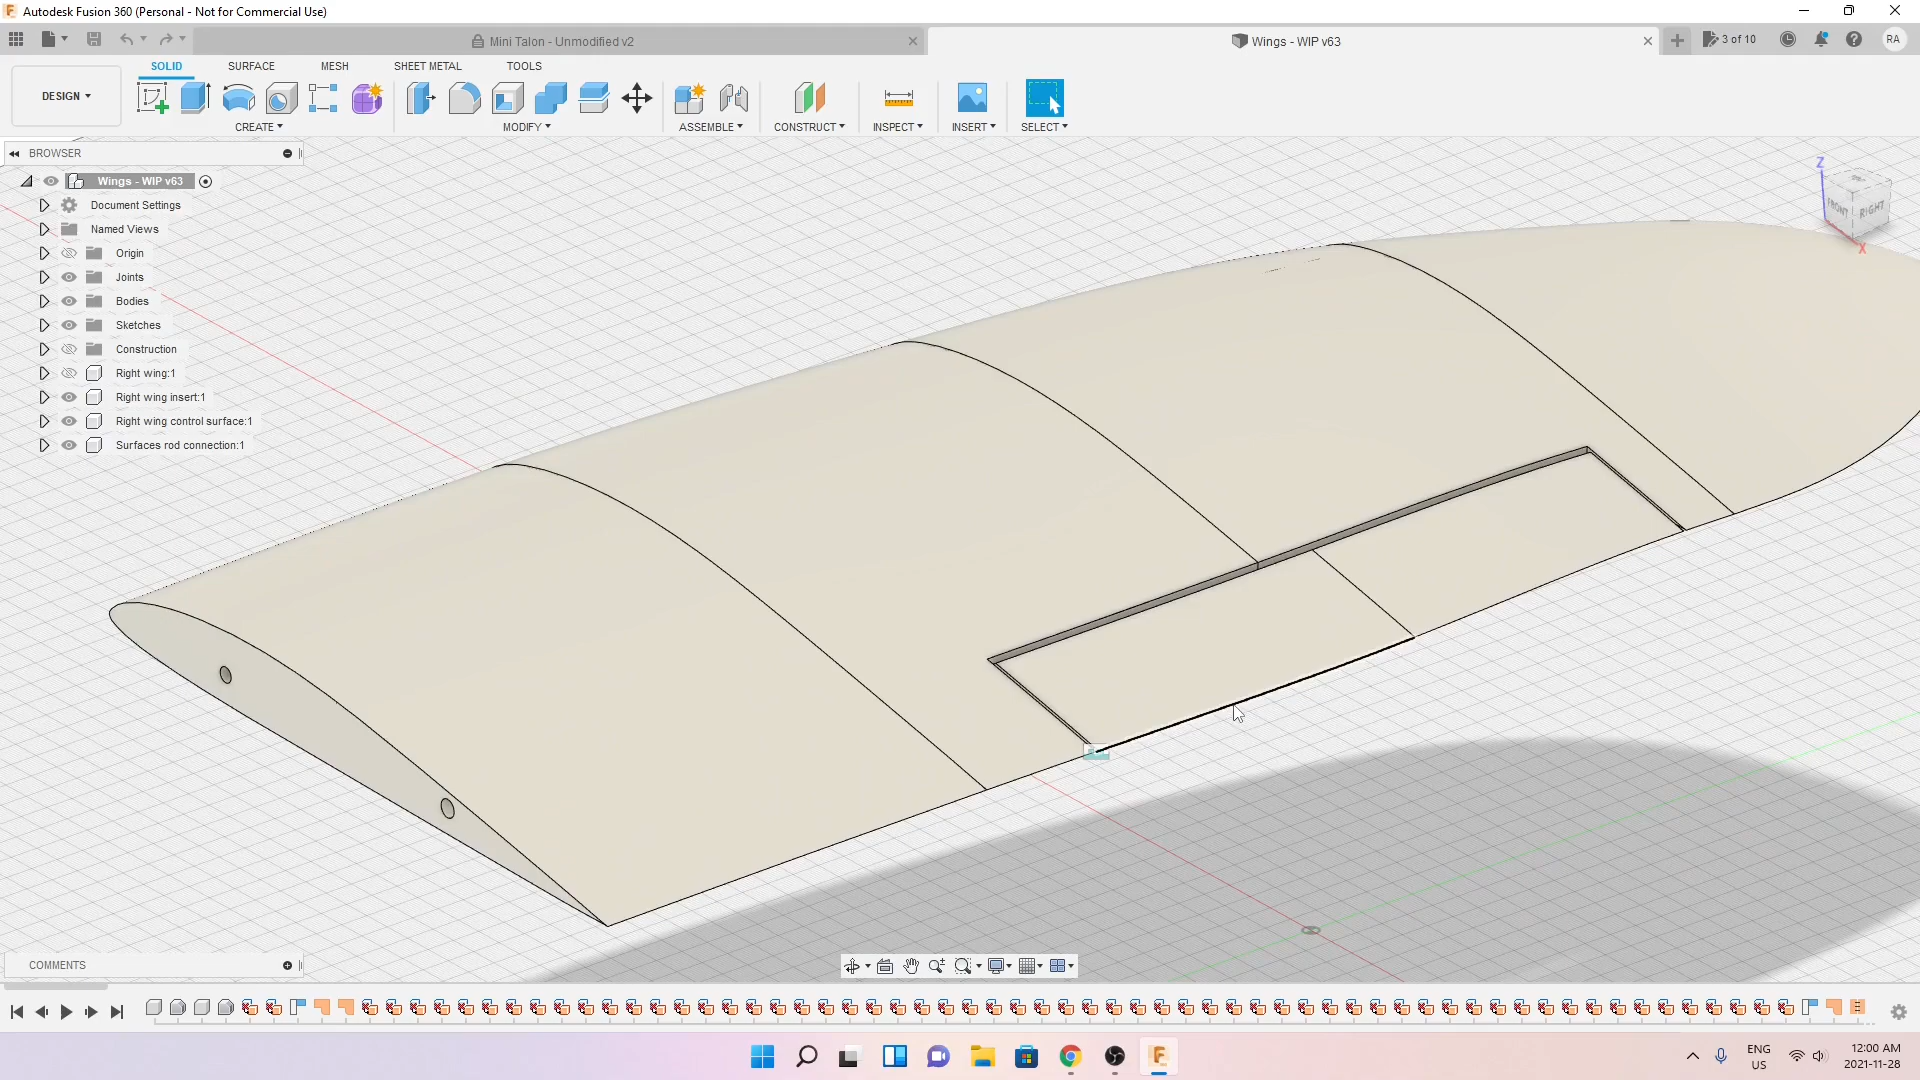 Autodesk Fusion 360 (Personal - Not for Commercial Use)
Mini Talon - Unmodified v2
Wings - WIP v63
3 of 10
RA
DESIGN
SOLID
SURFACE
MESH
SHEET METAL
TOOLS
CREATE
MODIFY
ASSEMBLE
CONSTRUCT
INSPECT
INSERT
SELECT
BROWSER
Wings - WIP v63
Document Settings
Named Views
Origin
Joints
Bodies
Sketches
Construction
Right wing:1
Right wing insert:1
Right wing control surface:1
Surfaces rod connection:1
Z
FRONT
RIGHT
X
COMMENTS
ENG
US
12:00 AM
2021-11-28